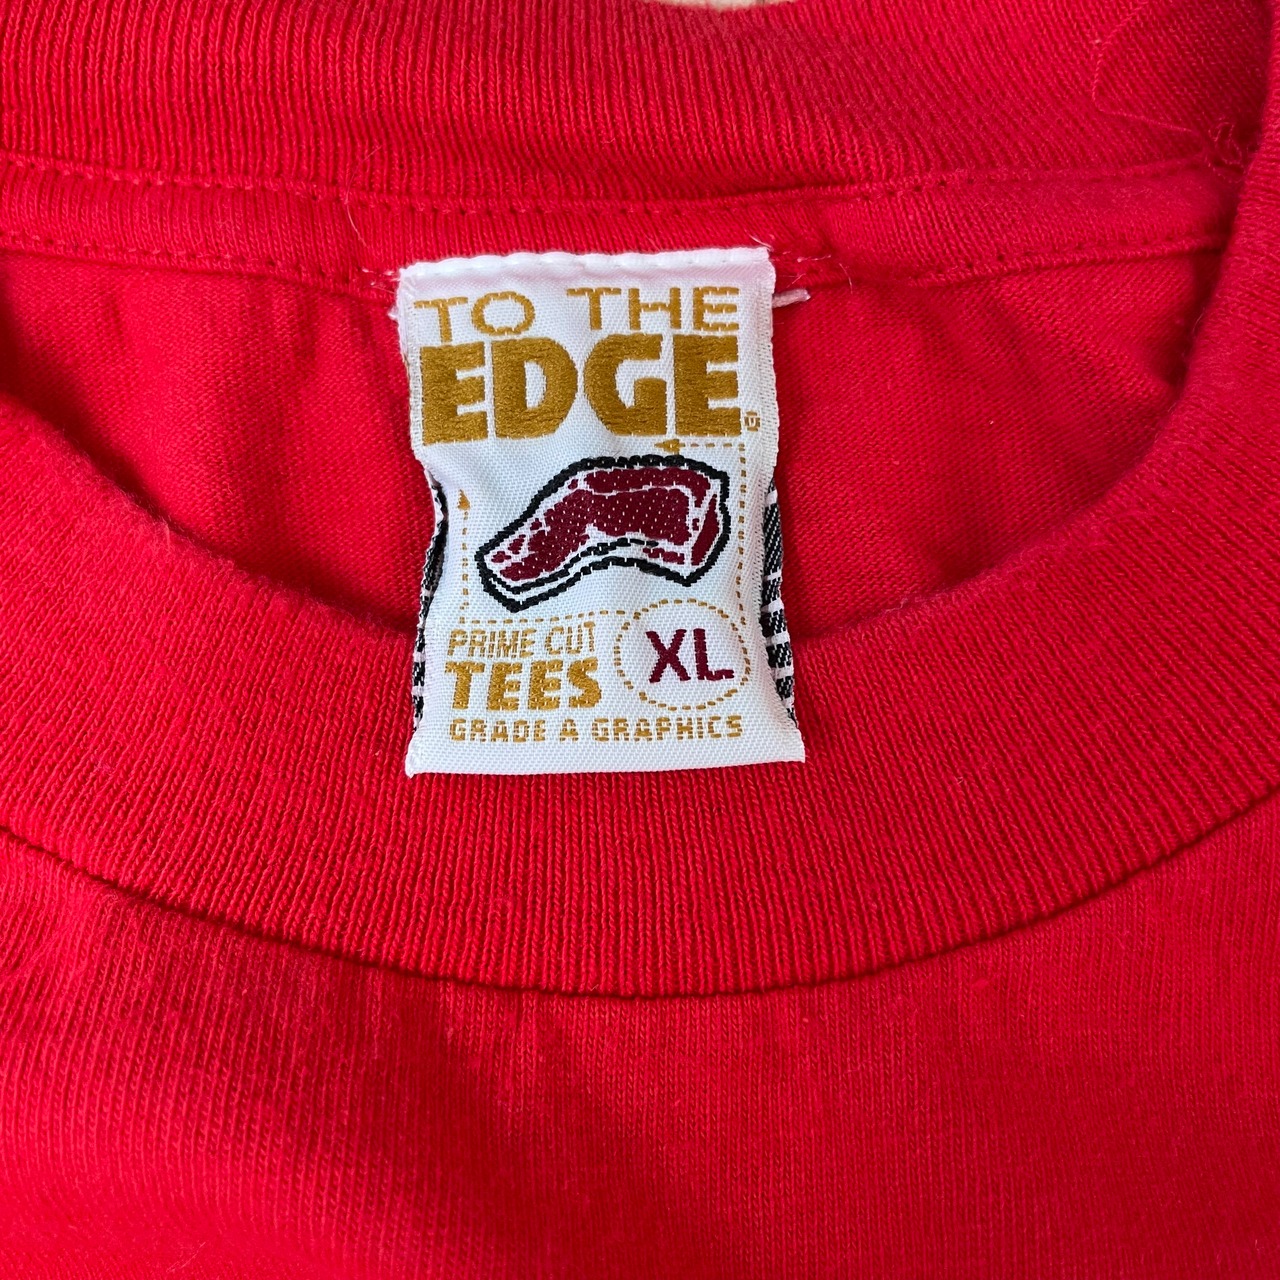 TO THE
EDGE®
PRIME CUT
TEES
XL
GRADE A GRAPHICS